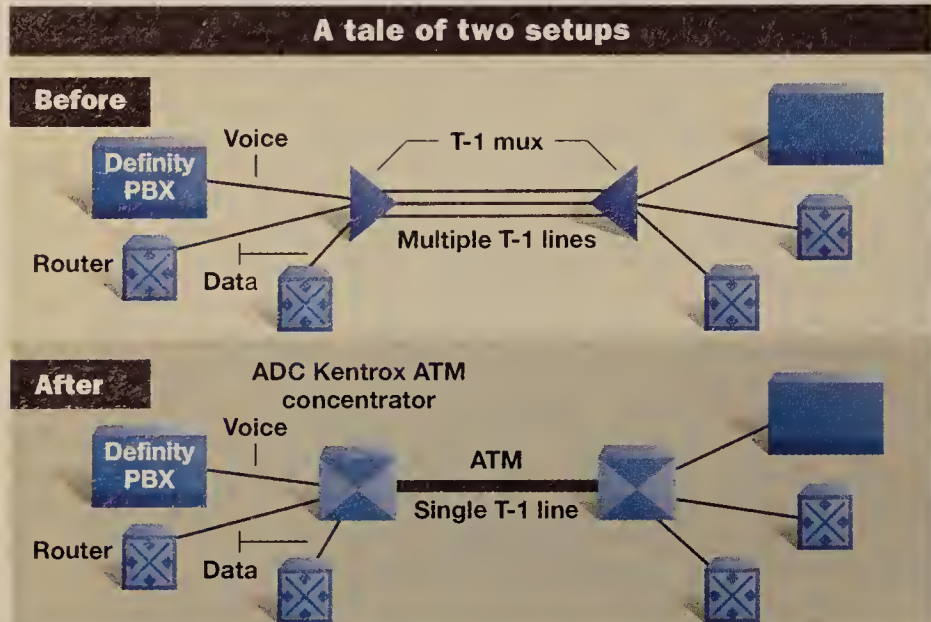 A tale of two setups
Before
Voice
T-1 mux
Definity
PBX
Multiple T-1 lines
Router
Data
After
ADC Kentrox ATM
concentrator
Voice
Definity
PBX
ATM
Single T-1 line
Router
Data